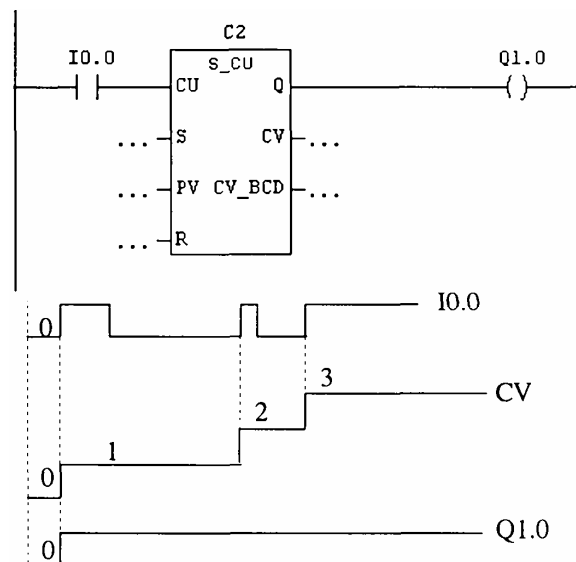 C2
I0.0
S_CU
Q1.0
CU
Q
... S
CV ...
... PV
CV_BCD ...
... R
0
I0.0
0
1
2
3
CV
0
Q1.0